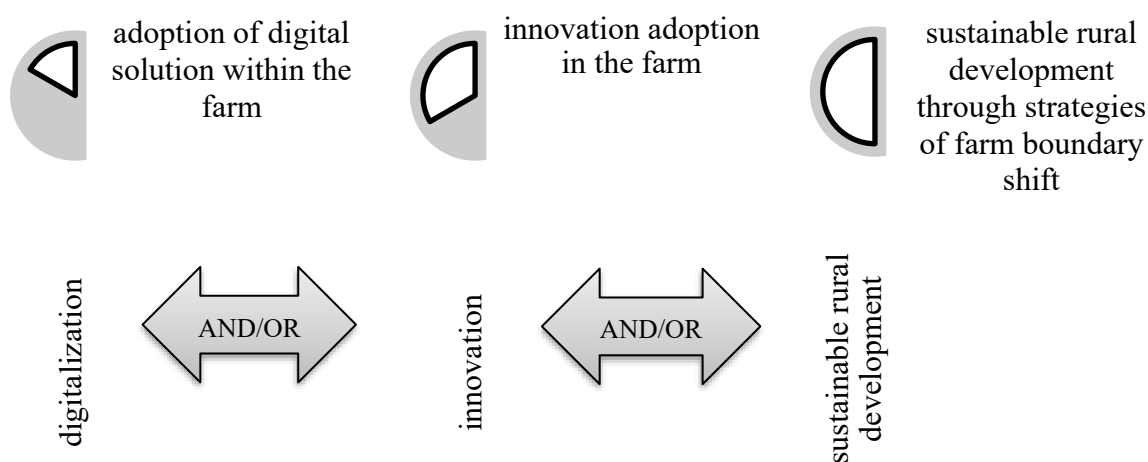 adoption of digital
solution within the
farm
innovation adoption
in the farm
sustainable rural
development
through strategies
of farm boundary
shift
digitalization
AND/OR
innovation
AND/OR
sustainable rural
development